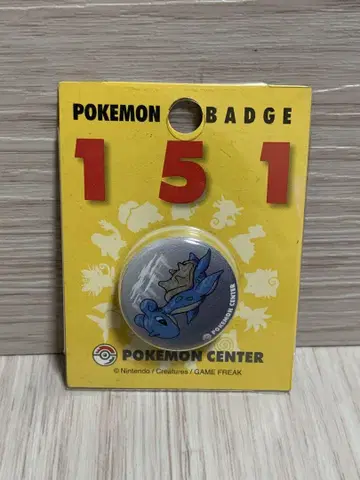 POKEMON BADGE
151
POKEMON CENTER
POKEMON CENTER
© Nintendo / Creatures / GAME FREAK